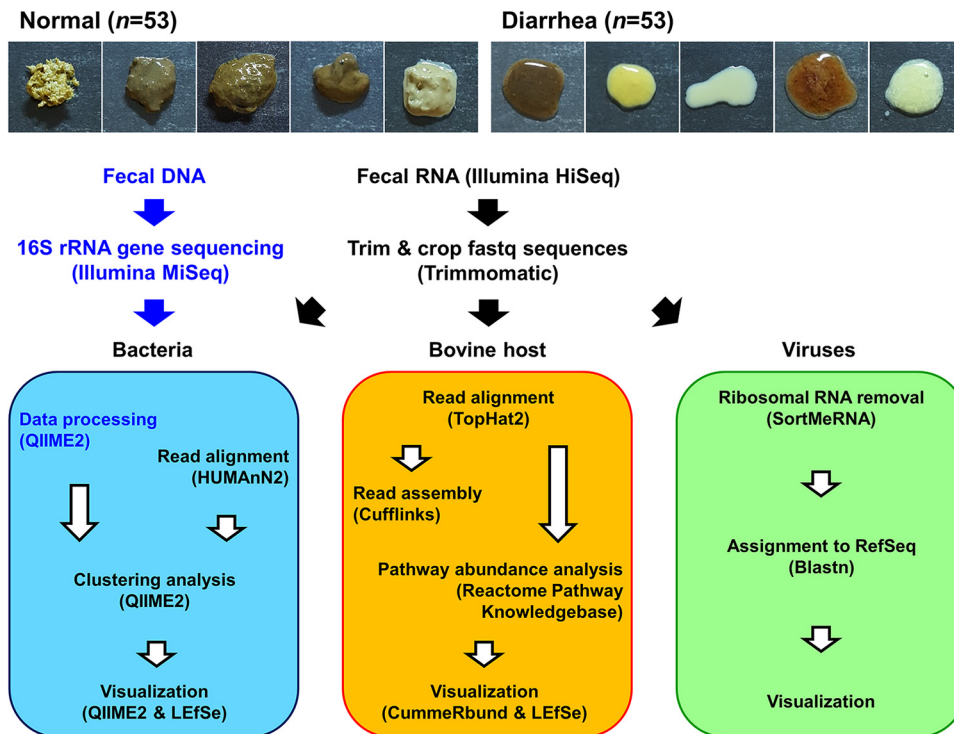 Normal (n=53)
Diarrhea (n=53)
Fecal DNA
Fecal RNA (Illumina HiSeq)
16S rRNA gene sequencing
(Illumina MiSeq)
Trim & crop fastq sequences
(Trimmomatic)
Bacteria
Bovine host
Viruses
Data processing
(QIIME2)
Read alignment
(HUMAnN2)
Clustering analysis
(QIIME2)
Visualization
(QIIME2 & LEfSe)
Read alignment
(TopHat2)
Read assembly
(Cufflinks)
Pathway abundance analysis
(Reactome Pathway
Knowledgebase)
Visualization
(CummeRbund & LEfSe)
Ribosomal RNA removal
(SortMeRNA)
Assignment to RefSeq
(Blastn)
Visualization